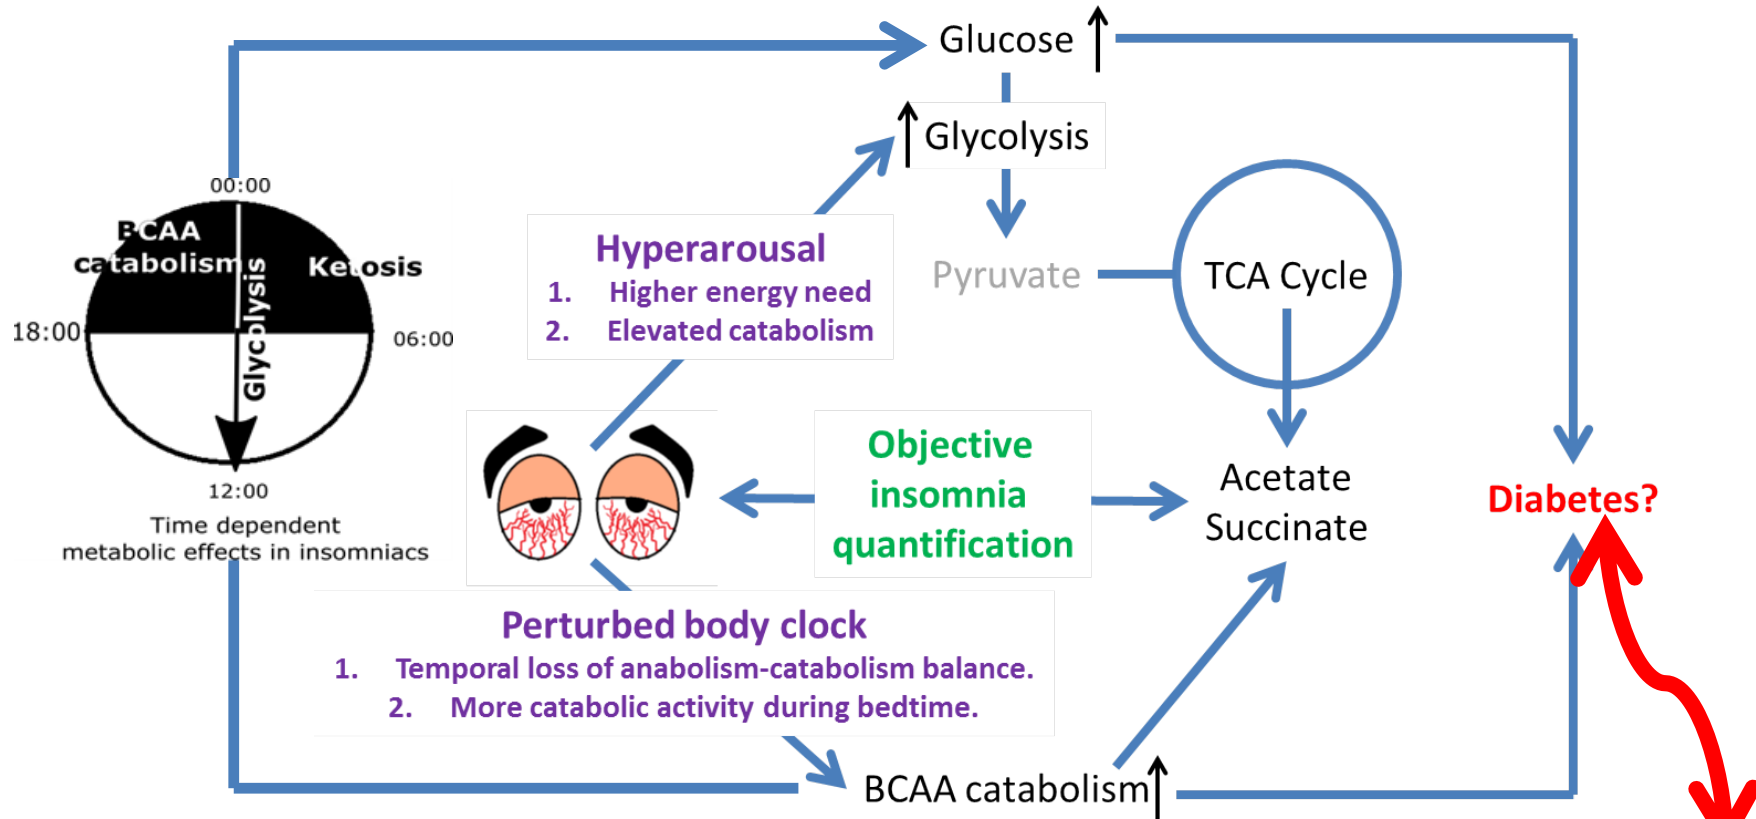 Glucose
Glycolysis
Pyruvate
TCA Cycle
Acetate
Succinate
00:00
BCAA
catabolism
Ketosis
Glycolysis
18:00
06:00
12:00
Time dependent
metabolic effects in insomniacs
Hyperarousal
1. Higher energy need
2. Elevated catabolism
Objective
insomnia
quantification
Diabetes?
Perturbed body clock
1. Temporal loss of anabolism-catabolism balance.
2. More catabolic activity during bedtime.
BCAA catabolism